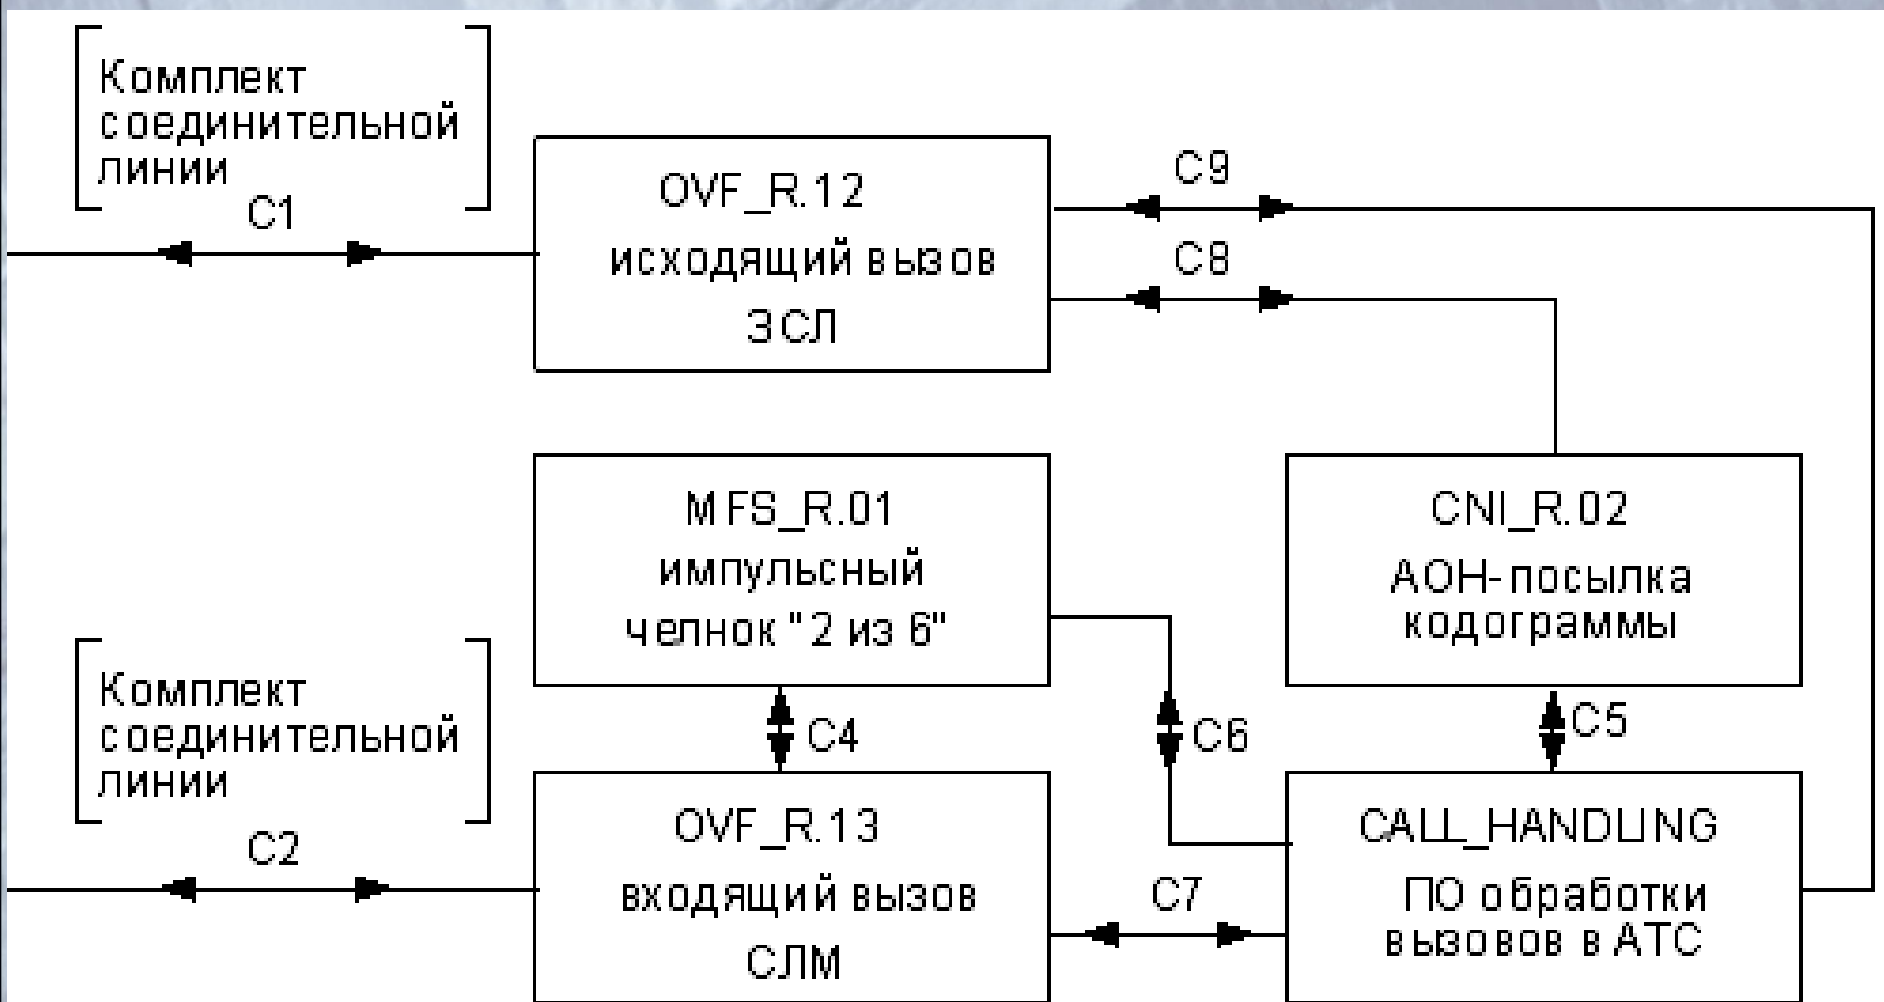 Комплект
соединительной
линии
C1
OVF_R.12
исходящий вызов
ЗСЛ
C9
C8
MFS_R.01
импульсный
челнок "2 из 6"
CNI_R.02
АОН-посылка
кодограммы
Комплект
соединительной
линии
C2
C4
C6
C5
OVF_R.13
входящий вызов
СЛМ
C7
CALL_HANDLING
ПО обработки
вызовов в АТС